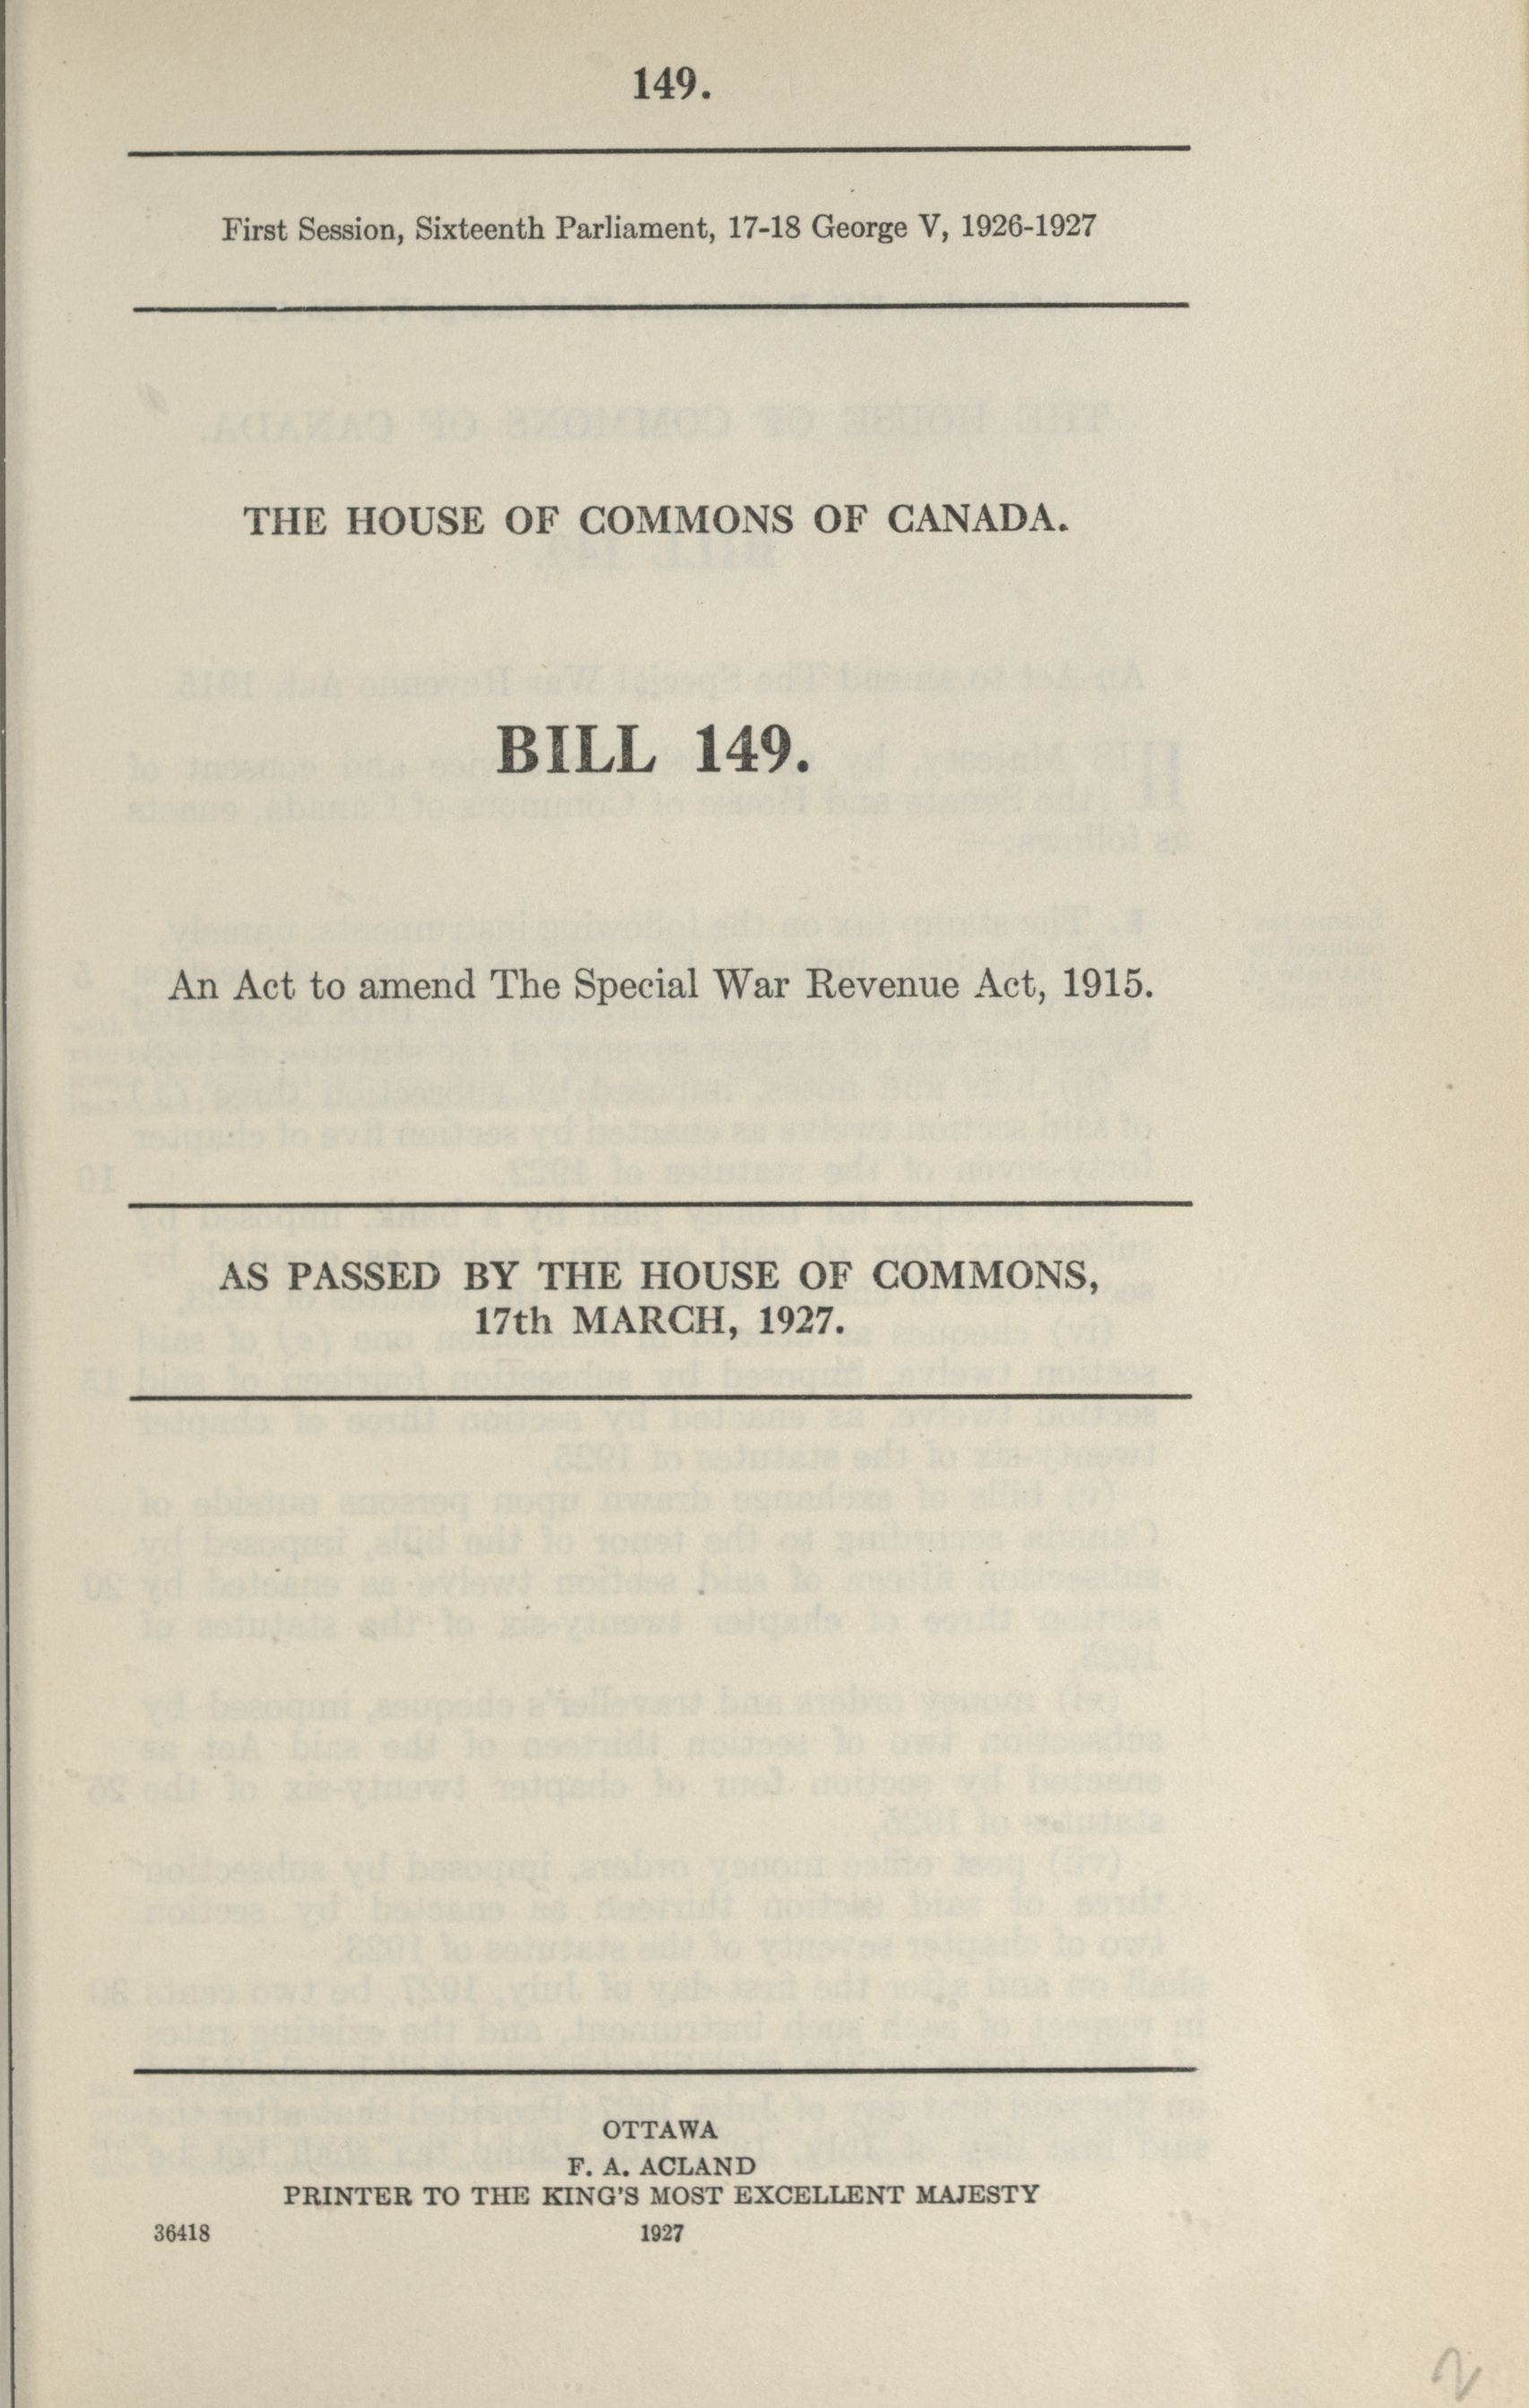 149.
First Session, Sixteenth Parliament, 17-18 George V, 1926-1927
THE HOUSE OF COMMONS OF CANADA.
BILL 149.
An Act to amend The Special War Revenue Act, 1915.
AS PASSED BY THE HOUSE OF COMMONS,
17th MARCH, 1927.
OTTAWA
F. A. ACLAND
PRINTER TO THE KING'S MOST EXCELLENT MAJESTY
36418 1927
2